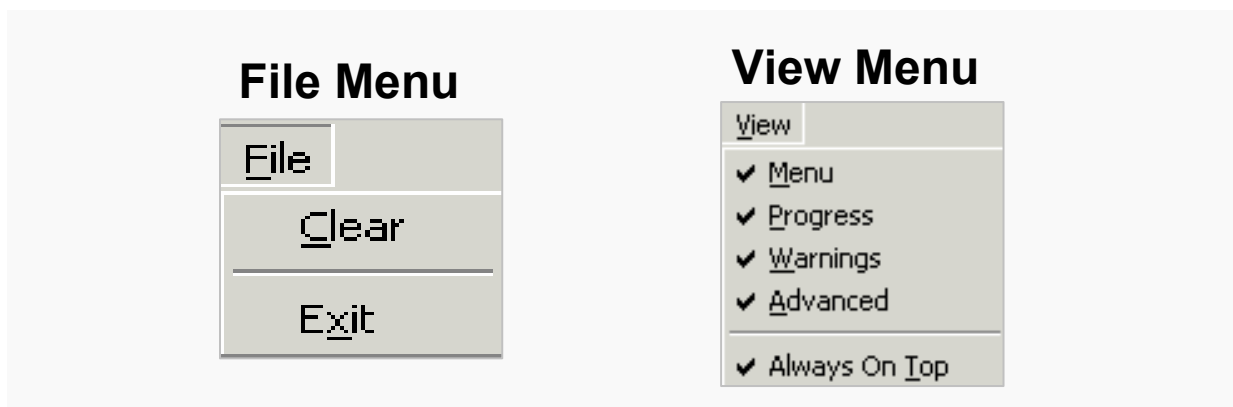 File Menu
File
Clear
Exit
View Menu
View
Menu
Progress
Warnings
Advanced
Always On Top